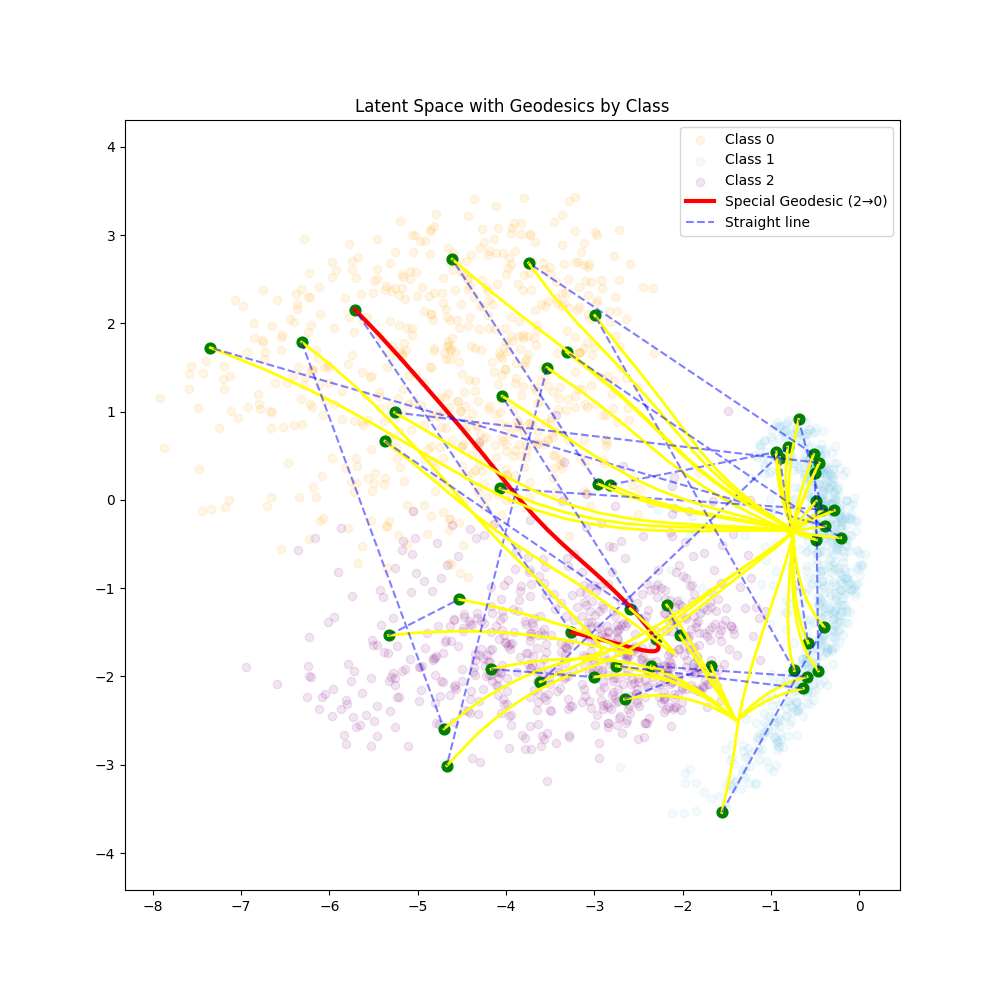 Latent Space with Geodesics by Class
Class 0
Class 1
Class 2
Special Geodesic (2→0)
Straight line
4
3
2
1
0
−1
−2
−3
−4
−8 −7 −6 −5 −4 −3 −2 −1 0